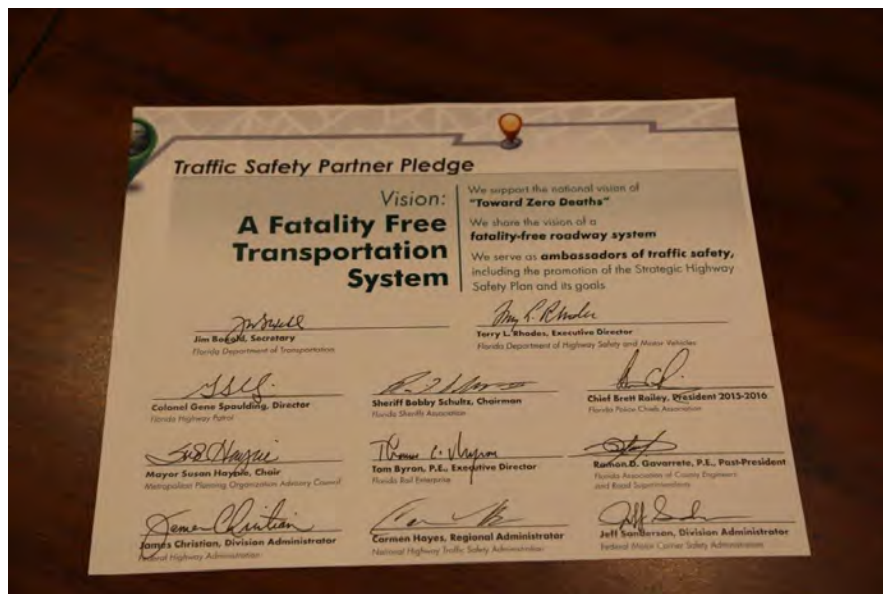 Traffic Safety Partner Pledge
Vision:
A Fatality Free
Transportation
System
We support the national vision of
"Toward Zero Deaths"
We share the vision of a
fatality-free roadway system
We serve as ambassadors of traffic safety,
including the promotion of the Strategic Highway
Safety Plan and its goals
Jim Boxold, Secretary
Florida Department of Transportation
Terry L. Rhodes, Executive Director
Florida Department of Highway Safety and Motor Vehicles
Colonel Gene Spaulding, Director
Florida Highway Patrol
Sheriff Bobby Schultz, Chairman
Florida Sheriffs Association
Chief Brett Railey, President 2015-2016
Florida Police Chiefs Association
Mayor Susan Haynie, Chair
Metropolitan Planning Organization Advisory Council
Tom Byron, P.E., Executive Director
Florida Rail Enterprise
Ramon D. Gavarrete, P.E., Past-President
Florida Association of County Engineers
and Road Superintendents
James Christian, Division Administrator
Federal Highway Administration
Carmen Hayes, Regional Administrator
National Highway Traffic Safety Administration
Jeff Sanderson, Division Administrator
Federal Motor Carrier Safety Administration